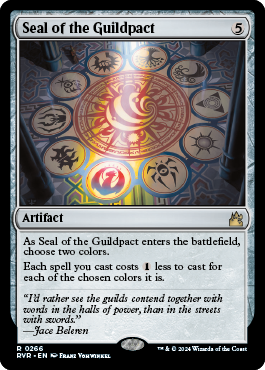 Seal of the Guildpact 5
Artifact
As Seal of the Guildpact enters the battlefield,
choose two colors.
Each spell you cast costs 1 less to cast for
each of the chosen colors it is.
“I’d rather see the guilds contend together with
words in the halls of power, than in the streets
with swords.”
—Jace Beleren
R 0266
RVR • EN Franz Vohwinkel
™ & © 2024 Wizards of the Coast